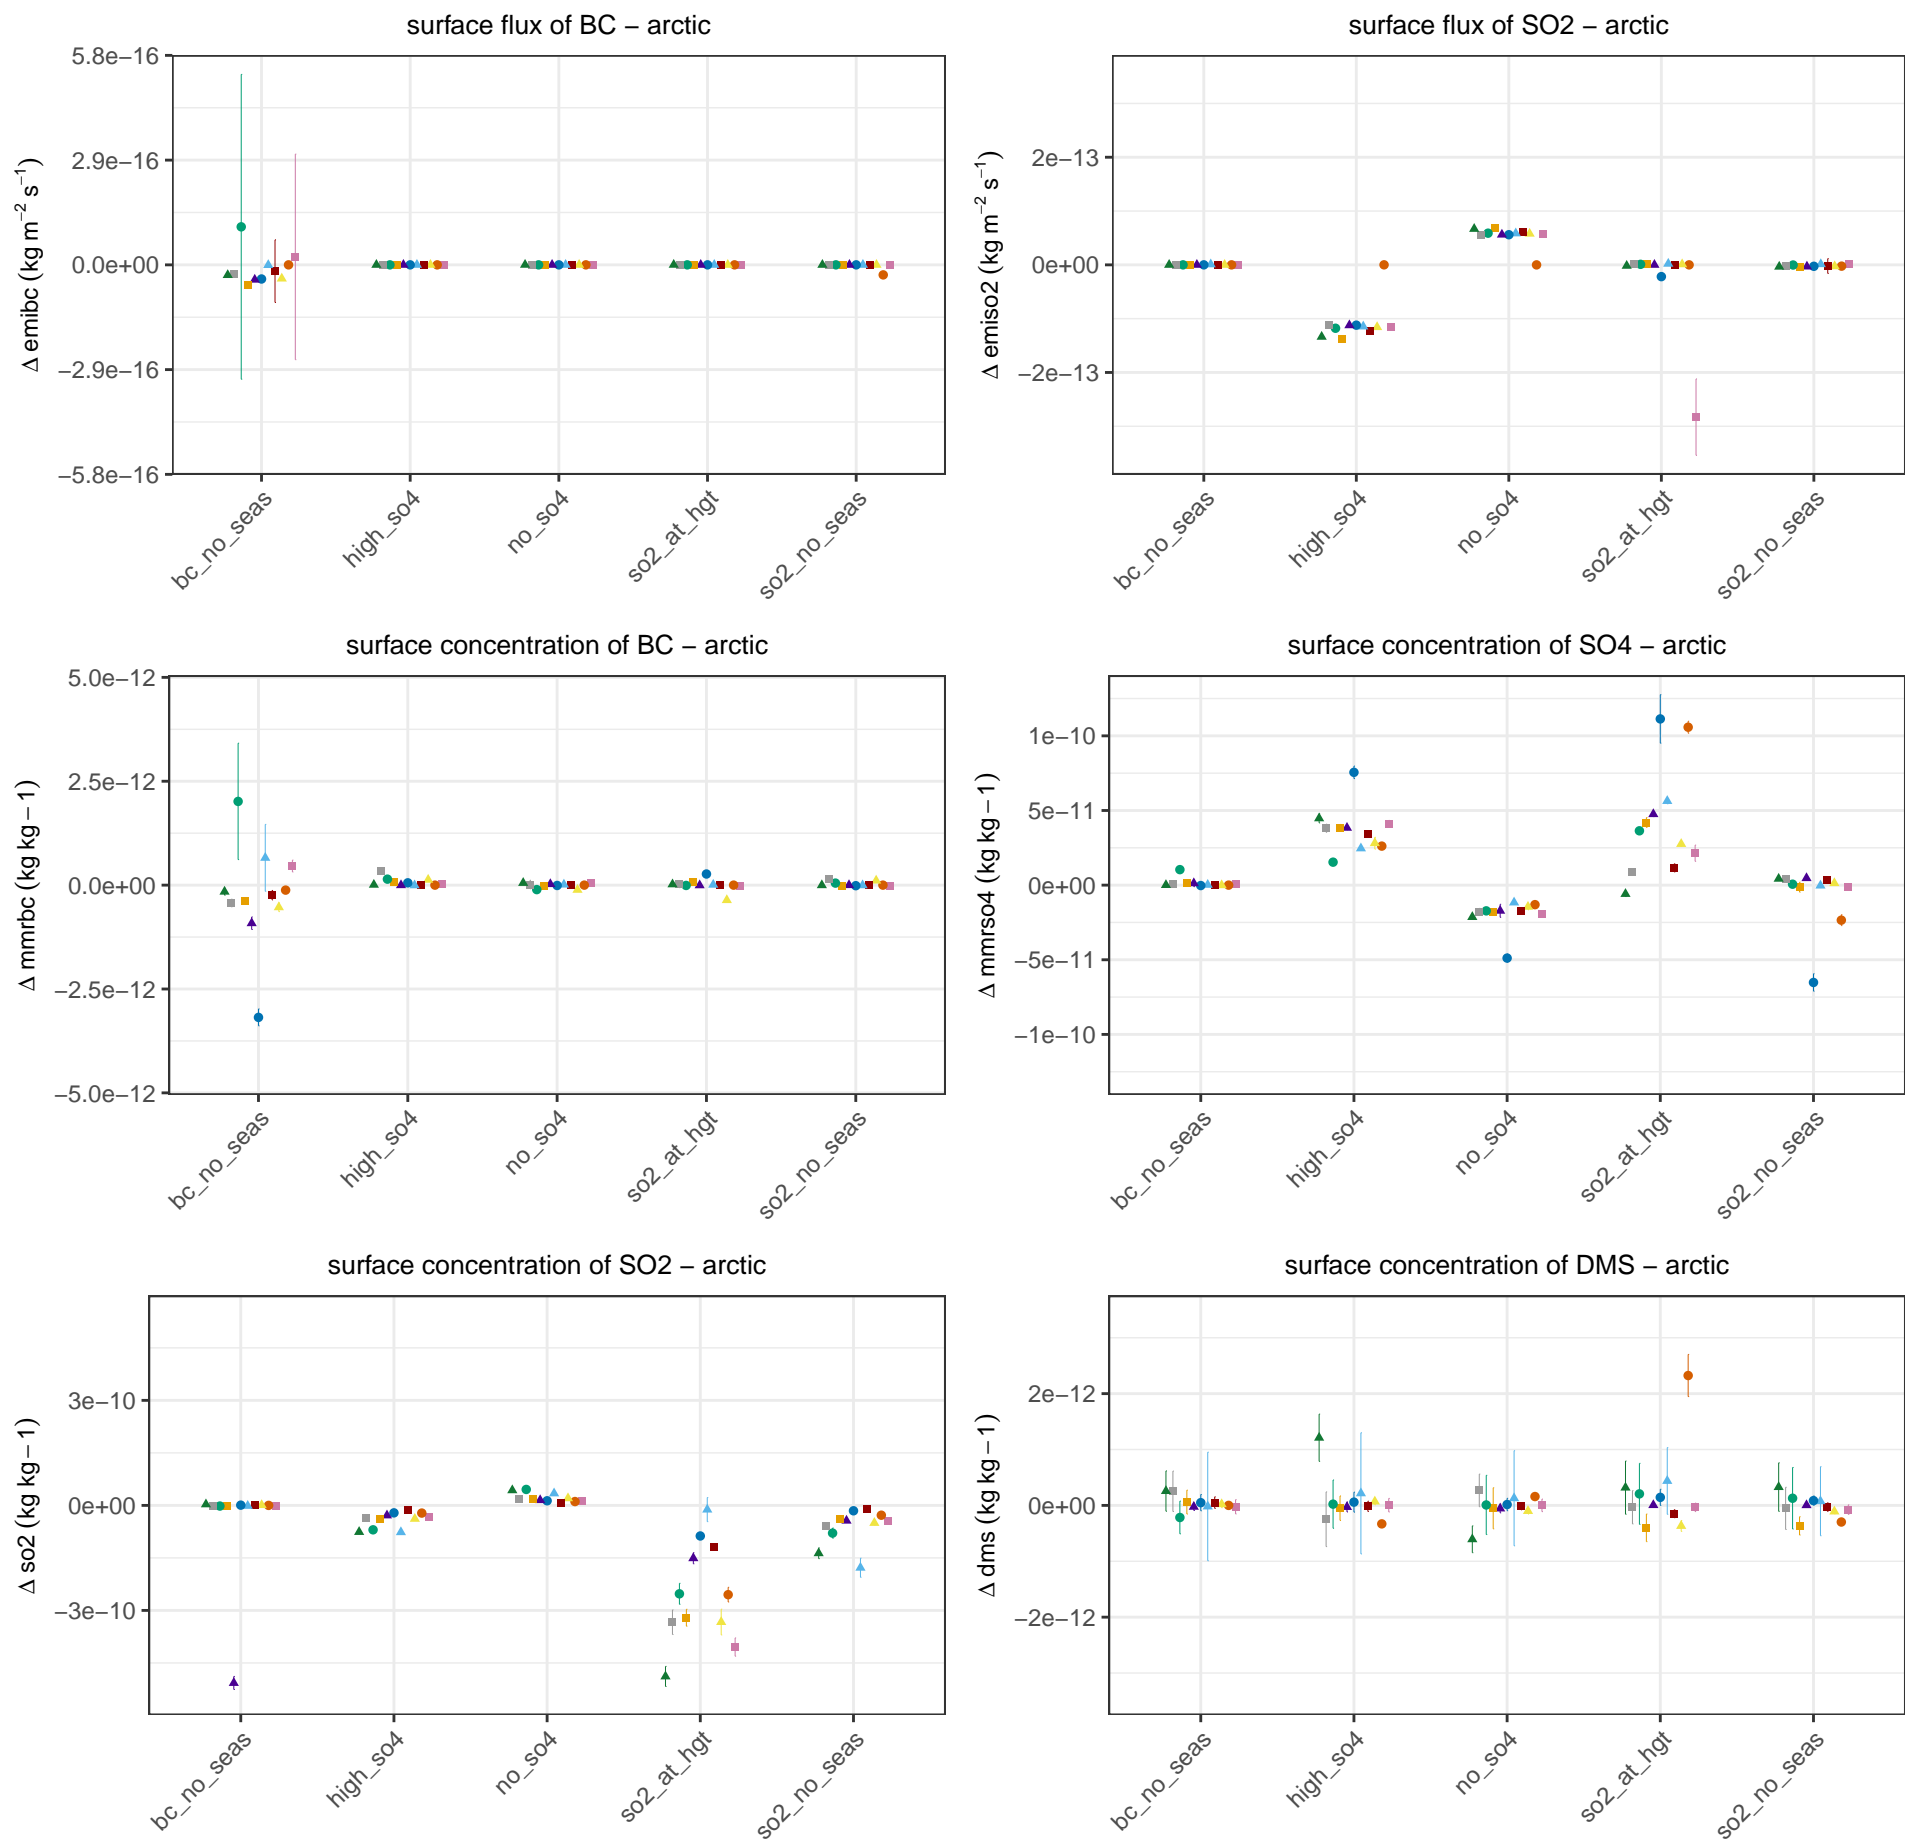 surface flux of BC − arctic
5.8e−16
2.9e−16
0.0e+00
−2.9e−16
−5.8e−16
Δ emibc (kg m−2 s−1)
bc_no_seas
high_so4
no_so4
so2_at_hgt
so2_no_seas
surface flux of SO2 − arctic
2e−13
0e+00
−2e−13
Δ emiso2 (kg m−2 s−1)
bc_no_seas
high_so4
no_so4
so2_at_hgt
so2_no_seas
surface concentration of BC − arctic
5.0e−12
2.5e−12
0.0e+00
−2.5e−12
−5.0e−12
Δ mmrbc (kg kg − 1)
bc_no_seas
high_so4
no_so4
so2_at_hgt
so2_no_seas
surface concentration of SO4 − arctic
1e−10
5e−11
0e+00
−5e−11
−1e−10
Δ mmrso4 (kg kg − 1)
bc_no_seas
high_so4
no_so4
so2_at_hgt
so2_no_seas
surface concentration of SO2 − arctic
3e−10
0e+00
−3e−10
Δ so2 (kg kg − 1)
bc_no_seas
high_so4
no_so4
so2_at_hgt
so2_no_seas
surface concentration of DMS − arctic
2e−12
0e+00
−2e−12
Δ dms (kg kg − 1)
bc_no_seas
high_so4
no_so4
so2_at_hgt
so2_no_seas